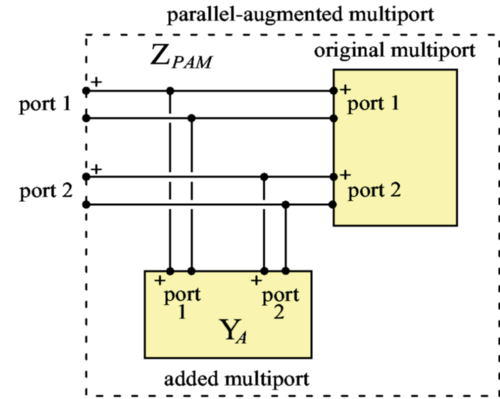 parallel-augmented multiport
Z_PAM
original multiport
+
port 1
+
port 1
+
port 2
+
port 2
+
port
1
+
port
2
Y_A
added multiport